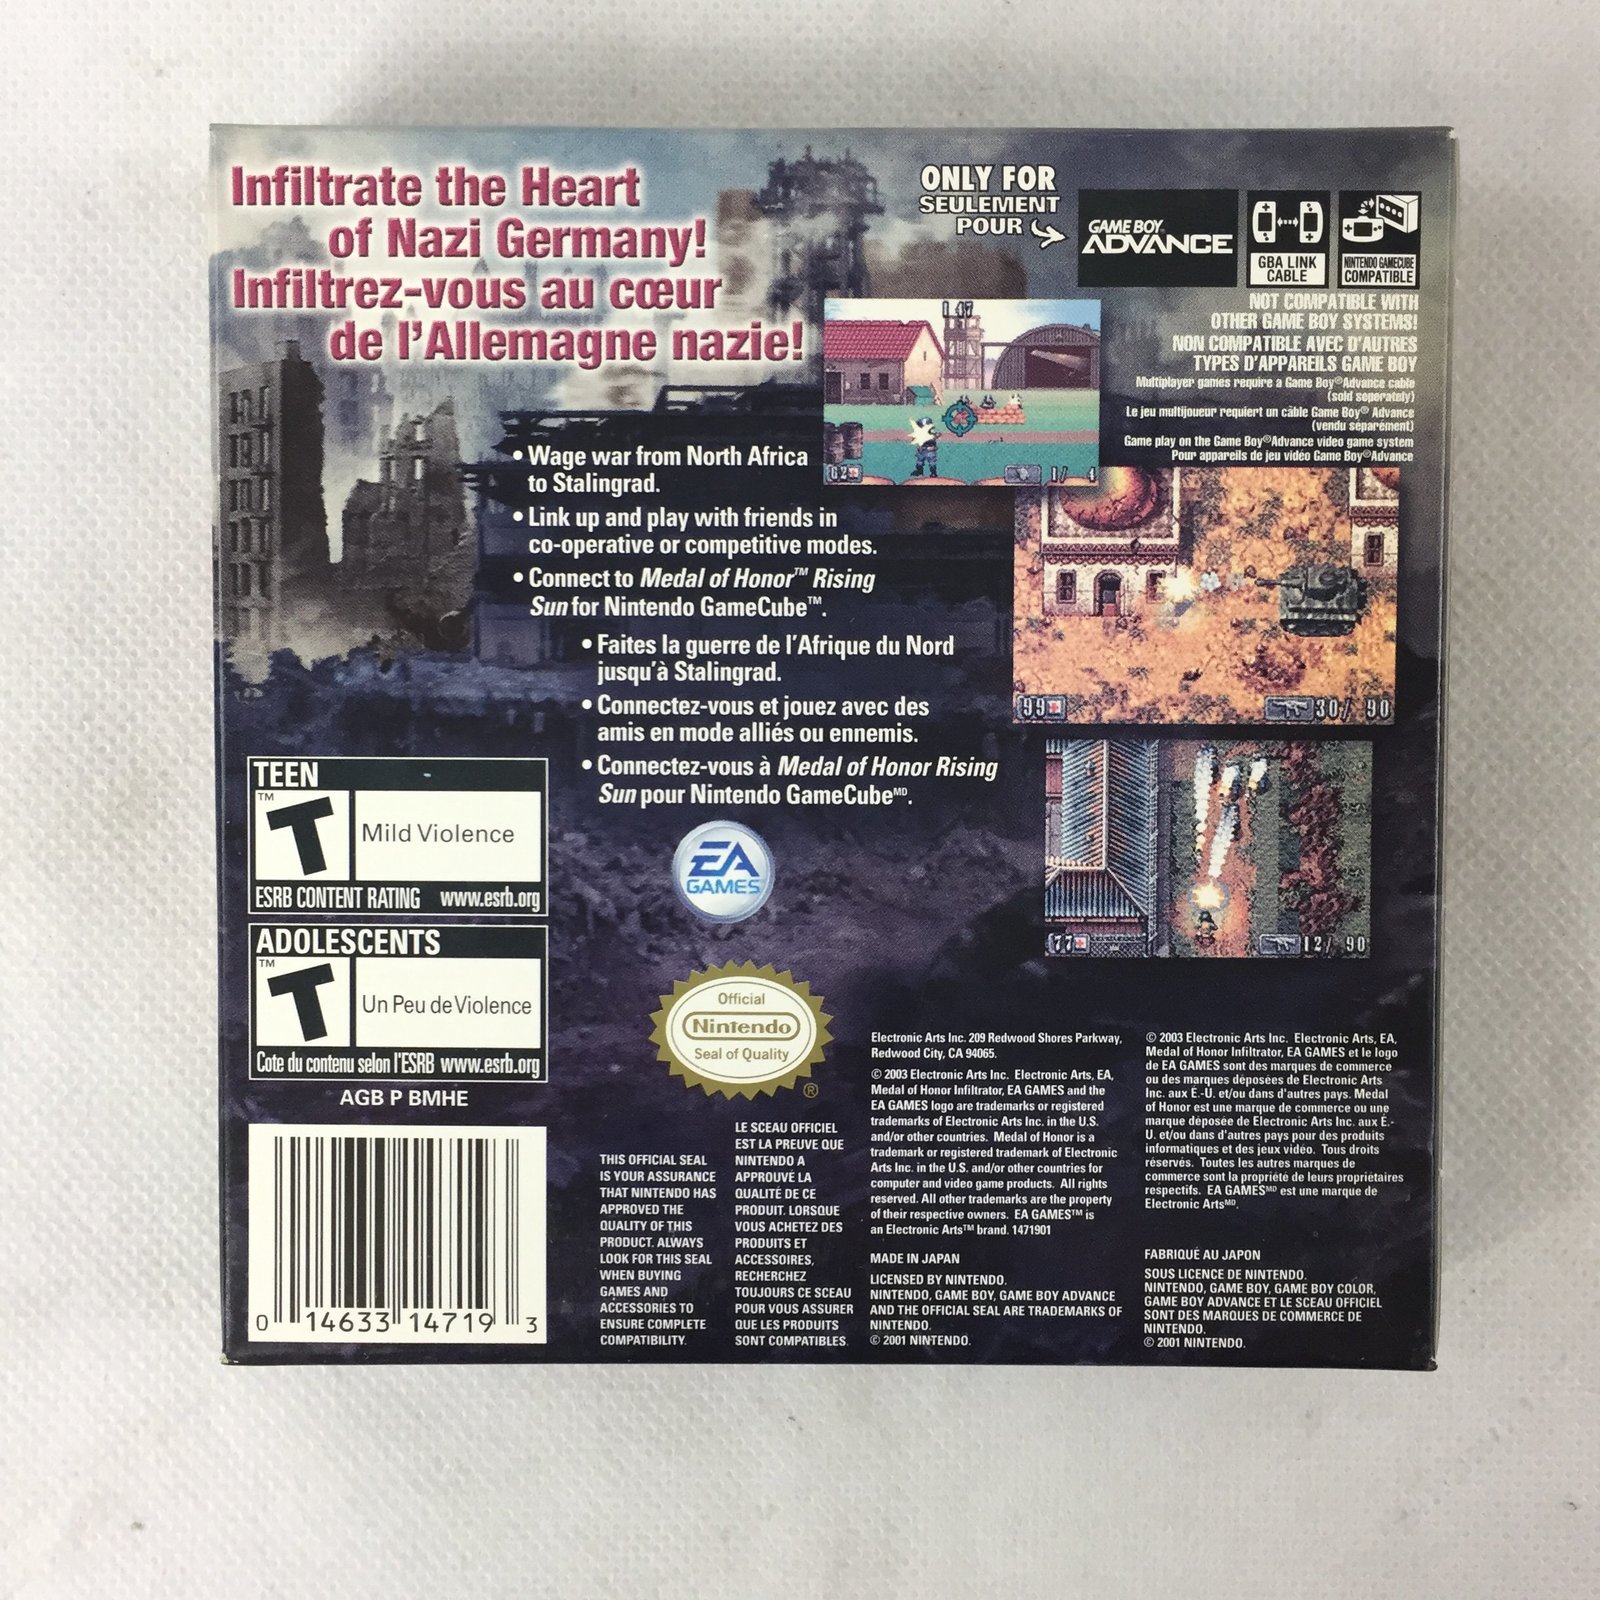 Infiltrate the Heart
of Nazi Germany!
Infiltrez-vous au cœur
de l'Allemagne nazie!
ONLY FOR
SEULEMENT
POUR
GAME BOY
ADVANCE
GBA LINK
CABLE
NINTENDO GAMECUBE
COMPATIBLE
NOT COMPATIBLE WITH
OTHER GAME BOY SYSTEMS!
NON COMPATIBLE AVEC D'AUTRES
TYPES D'APPAREILS GAME BOY
Multiplayer games require a Game Boy® Advance cable
(sold seperately)
Le jeu multijoueur requiert un câble Game Boy® Advance
(vendu séparément)
Game play on the Game Boy® Advance video game system
Pour appareils de jeu vidéo Game Boy® Advance
1 47
62
1/ 4
• Wage war from North Africa
to Stalingrad.
• Link up and play with friends in
co-operative or competitive modes.
• Connect to Medal of Honor™ Rising
Sun for Nintendo GameCube™.
• Faites la guerre de l'Afrique du Nord
jusqu'à Stalingrad.
• Connectez-vous et jouez avec des
amis en mode alliés ou ennemis.
• Connectez-vous à Medal of Honor Rising
Sun pour Nintendo GameCubeMD.
99
30/ 90
77
12/ 90
TEEN
T
TM
Mild Violence
ESRB CONTENT RATING www.esrb.org
ADOLESCENTS
T
TM
Un Peu de Violence
Cote du contenu selon l'ESRB www.esrb.org
AGB P BMHE
0 14633 14719 3
EA
GAMES
Official
Nintendo
Seal of Quality
®
THIS OFFICIAL SEAL
IS YOUR ASSURANCE
THAT NINTENDO HAS
APPROVED THE
QUALITY OF THIS
PRODUCT. ALWAYS
LOOK FOR THIS SEAL
WHEN BUYING
GAMES AND
ACCESSORIES TO
ENSURE COMPLETE
COMPATIBILITY.
LE SCEAU OFFICIEL
EST LA PREUVE QUE
NINTENDO A
APPROUVÉ LA
QUALITÉ DE CE
PRODUIT. LORSQUE
VOUS ACHETEZ DES
PRODUITS ET
ACCESSOIRES,
RECHERCHEZ
TOUJOURS CE SCEAU
POUR VOUS ASSURER
QUE LES PRODUITS
SONT COMPATIBLES.
Electronic Arts Inc. 209 Redwood Shores Parkway,
Redwood City, CA 94065.
© 2003 Electronic Arts Inc. Electronic Arts, EA,
Medal of Honor Infiltrator, EA GAMES and the
EA GAMES logo are trademarks or registered
trademarks of Electronic Arts Inc. in the U.S.
and/or other countries. Medal of Honor is a
trademark or registered trademark of Electronic
Arts Inc. in the U.S. and/or other countries for
computer and video game products. All rights
reserved. All other trademarks are the property
of their respective owners. EA GAMES™ is
an Electronic Arts™ brand. 1471901
MADE IN JAPAN
LICENSED BY NINTENDO.
NINTENDO, GAME BOY, GAME BOY ADVANCE
AND THE OFFICIAL SEAL ARE TRADEMARKS OF
NINTENDO.
© 2001 NINTENDO.
© 2003 Electronic Arts Inc. Electronic Arts, EA,
Medal of Honor Infiltrator, EA GAMES et le logo
de EA GAMES sont des marques de commerce
ou des marques déposées de Electronic Arts
Inc. aux É.-U. et/ou dans d'autres pays. Medal
of Honor est une marque de commerce ou une
marque déposée de Electronic Arts Inc. aux É.-
U. et/ou dans d'autres pays pour des produits
informatiques et des jeux vidéo. Tous droits
réservés. Toutes les autres marques de
commerce sont la propriété de leurs propriétaires
respectifs. EA GAMESMD est une marque de
Electronic ArtsMD.
FABRIQUÉ AU JAPON
SOUS LICENCE DE NINTENDO.
NINTENDO, GAME BOY, GAME BOY COLOR,
GAME BOY ADVANCE ET LE SCEAU OFFICIEL
SONT DES MARQUES DE COMMERCE DE
NINTENDO.
© 2001 NINTENDO.